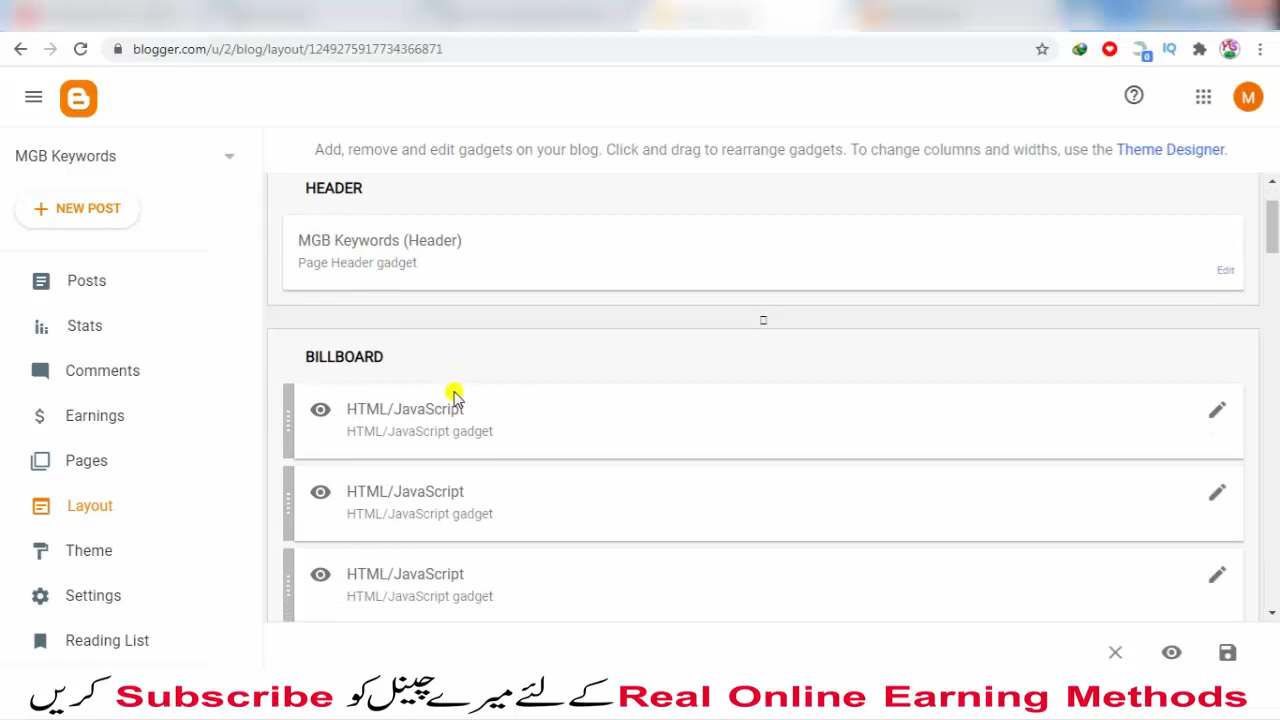 blogger.com/u/2/blog/layout/1249275917734366871
0
IQ
M
MGB Keywords
Add, remove and edit gadgets on your blog. Click and drag to rearrange gadgets. To change columns and widths, use the Theme Designer.
+ NEW POST
HEADER
MGB Keywords (Header)
Page Header gadget
Edit
Posts
Stats
Comments
Earnings
Pages
Layout
Theme
Settings
Reading List
BILLBOARD
HTML/JavaScript
HTML/JavaScript gadget
HTML/JavaScript
HTML/JavaScript gadget
HTML/JavaScript
HTML/JavaScript gadget
Real Online Earning Methods کے لئے میرے چینل کو Subscribe کریں